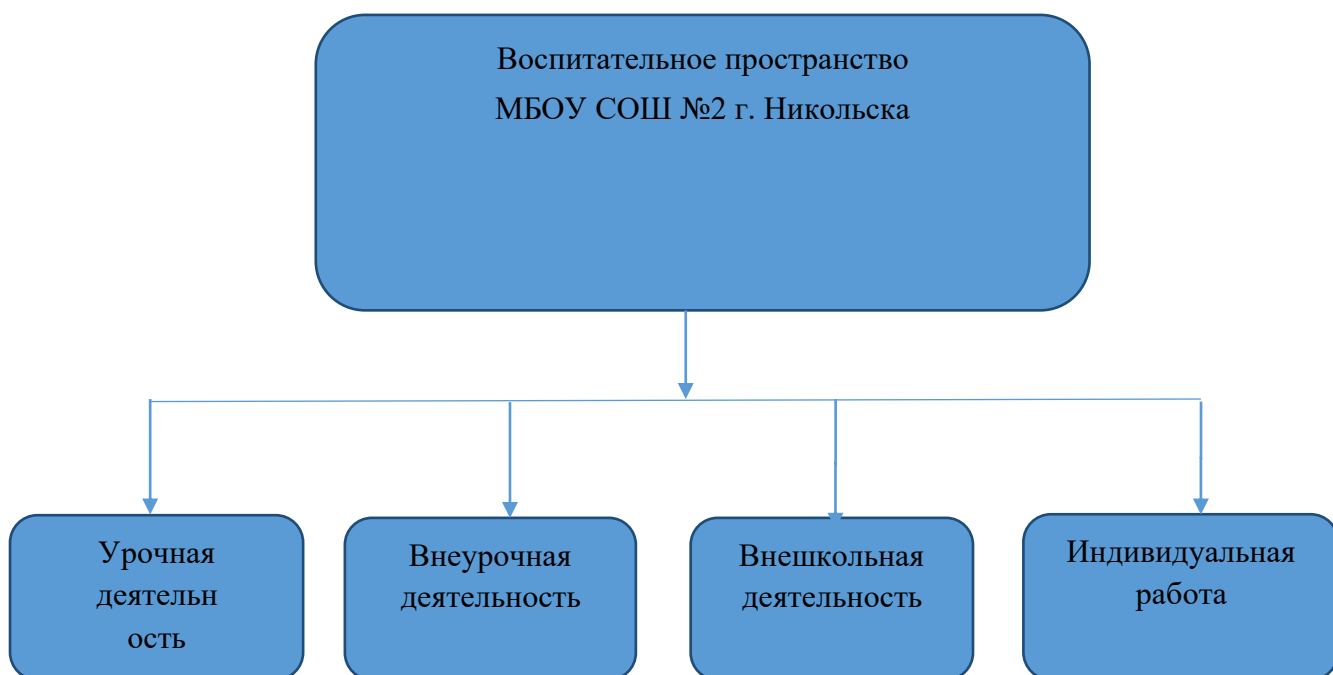 Воспитательное пространство
МБОУ СОШ №2 г. Никольска
Урочная
деятельн
ость
Внеурочная
деятельность
Внешкольная
деятельность
Индивидуальная
работа